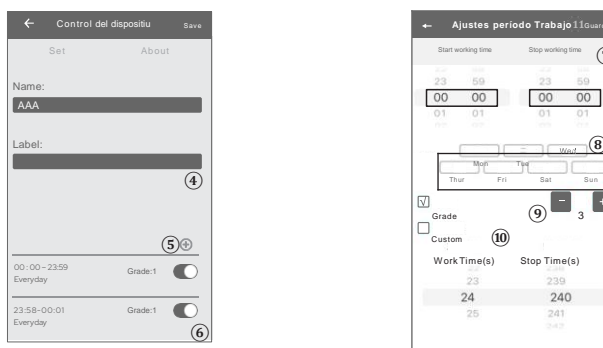 ← Control del dispositiu Save
Set About
Name:
AAA
Label:
④
⑤ ⊕
00:00-23:59
Grade:1
Everyday
23:58-00:01
Grade:1
Everyday
⑥
← Ajustes período Trabajo 11 Guar
Start working time Stop working time
23 59 23 59
00 00 00 00
01 01 01 01
⑧
Wed
Mon Tue
Thur Fri Sat Sun
√
Grade
⑨ − 3 +
Custom
⑩
Work Time(s) Stop Time(s)
23 239
24 240
25 241
242